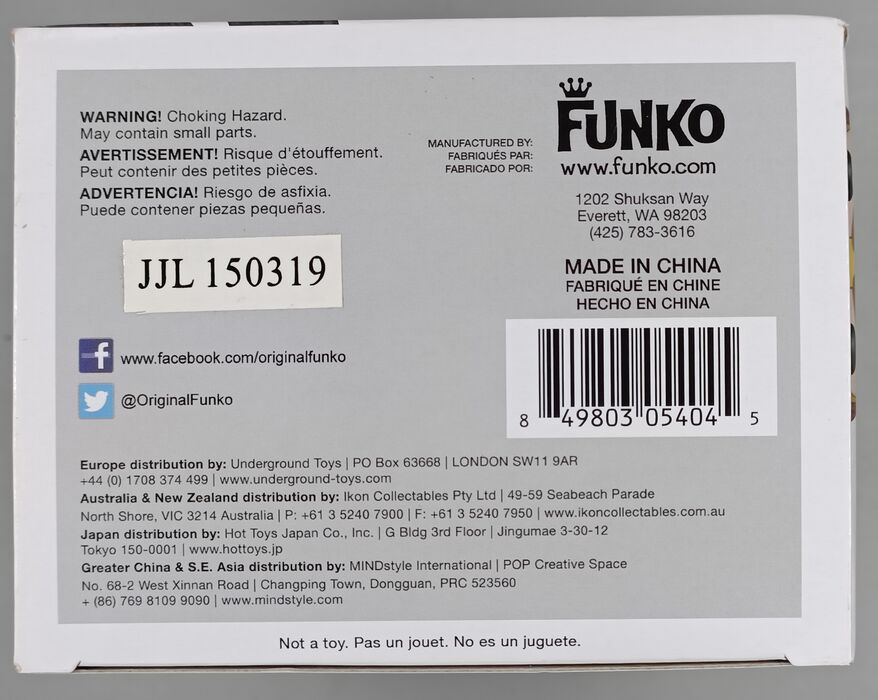 WARNING! Choking Hazard.
May contain small parts.
AVERTISSEMENT! Risque d'étouffement.
Peut contenir des petites pièces.
ADVERTENCIA! Riesgo de asfixia.
Puede contener piezas pequeñas.
MANUFACTURED BY:
FABRIQUÉS PAR:
FABRICADO POR:
FUNKO
www.funko.com
1202 Shuksan Way
Everett, WA 98203
(425) 783-3616
MADE IN CHINA
FABRIQUÉ EN CHINE
HECHO EN CHINA
JJL 150319
f www.facebook.com/originalfunko
@OriginalFunko
8 49803 05404 5
Europe distribution by: Underground Toys | PO Box 63668 | LONDON SW11 9AR
+44 (0) 1708 374 499 | www.underground-toys.com
Australia & New Zealand distribution by: Ikon Collectables Pty Ltd | 49-59 Seabeach Parade
North Shore, VIC 3214 Australia | P: +61 3 5240 7900 | F: +61 3 5240 7950 | www.ikoncollectables.com.au
Japan distribution by: Hot Toys Japan Co., Inc. | G Bldg 3rd Floor | Jingumae 3-30-12
Tokyo 150-0001 | www.hottoys.jp
Greater China & S.E. Asia distribution by: MINDstyle International | POP Creative Space
No. 68-2 West Xinnan Road | Changping Town, Dongguan, PRC 523560
+ (86) 769 8109 9090 | www.mindstyle.com
Not a toy. Pas un jouet. No es un juguete.